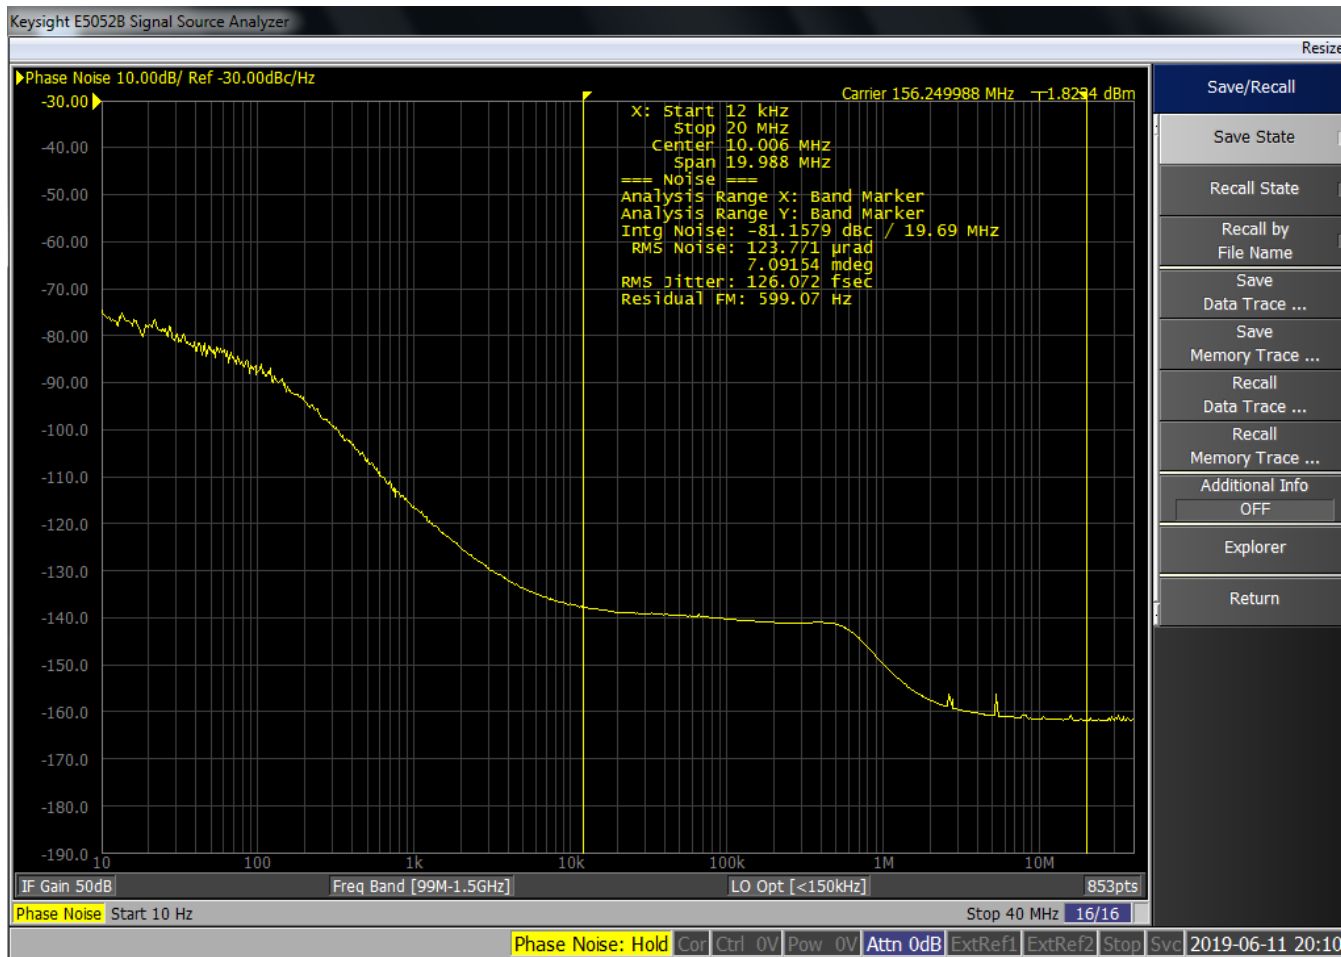 Keysight E5052B Signal Source Analyzer
Resize
Phase Noise 10.00dB/ Ref -30.00dBc/Hz
Carrier 156.249988 MHz 1.8234 dBm
-30.00
-40.00
-50.00
-60.00
-70.00
-80.00
-90.00
-100.0
-110.0
-120.0
-130.0
-140.0
-150.0
-160.0
-170.0
-180.0
-190.0
X: Start 12 kHz
Stop 20 MHz
Center 10.006 MHz
Span 19.988 MHz
=== Noise ===
Analysis Range X: Band Marker
Analysis Range Y: Band Marker
Intg Noise: -81.1579 dBc / 19.69 MHz
RMS Noise: 123.771 µrad
7.09154 mdeg
RMS Jitter: 126.072 fsec
Residual FM: 599.07 Hz
10 100 1k 10k 100k 1M 10M
IF Gain 50dB Freq Band [99M-1.5GHz] LO Opt [<150kHz] 853pts
Phase Noise Start 10 Hz Stop 40 MHz 16/16
Save/Recall
Save State
Recall State
Recall by
File Name
Save
Data Trace ...
Save
Memory Trace ...
Recall
Data Trace ...
Recall
Memory Trace ...
Additional Info
OFF
Explorer
Return
Phase Noise: Hold Cor Ctrl 0V Pow 0V Attn 0dB ExtRef1 ExtRef2 Stop Svc 2019-06-11 20:10